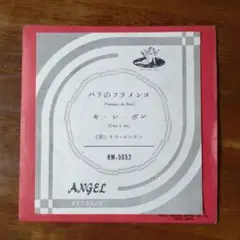 パリのフラメンコ
(Flamenco de Paris)
セ・シ・ボン
(C'est si bon)
(歌) イヴ・モンタン
HM-5052
ANGEL
RECORDS